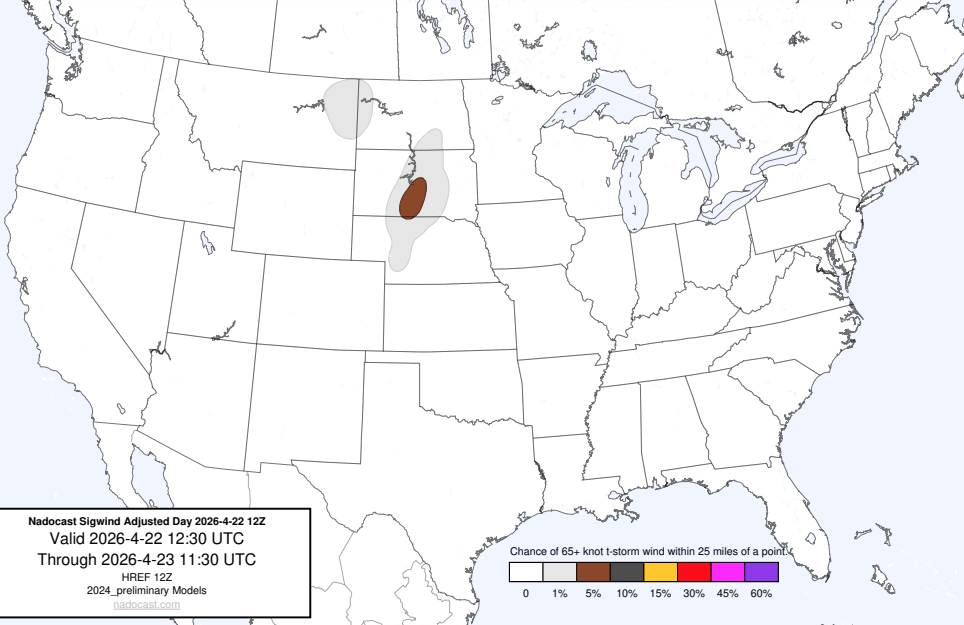 Nadocast Sigwind Adjusted Day 2026-4-22 12Z
Valid 2026-4-22 12:30 UTC
Through 2026-4-23 11:30 UTC
HREF 12Z
2024_preliminary Models
nadocast.com
Chance of 65+ knot t-storm wind within 25 miles of a point.
0 1% 5% 10% 15% 30% 45% 60%